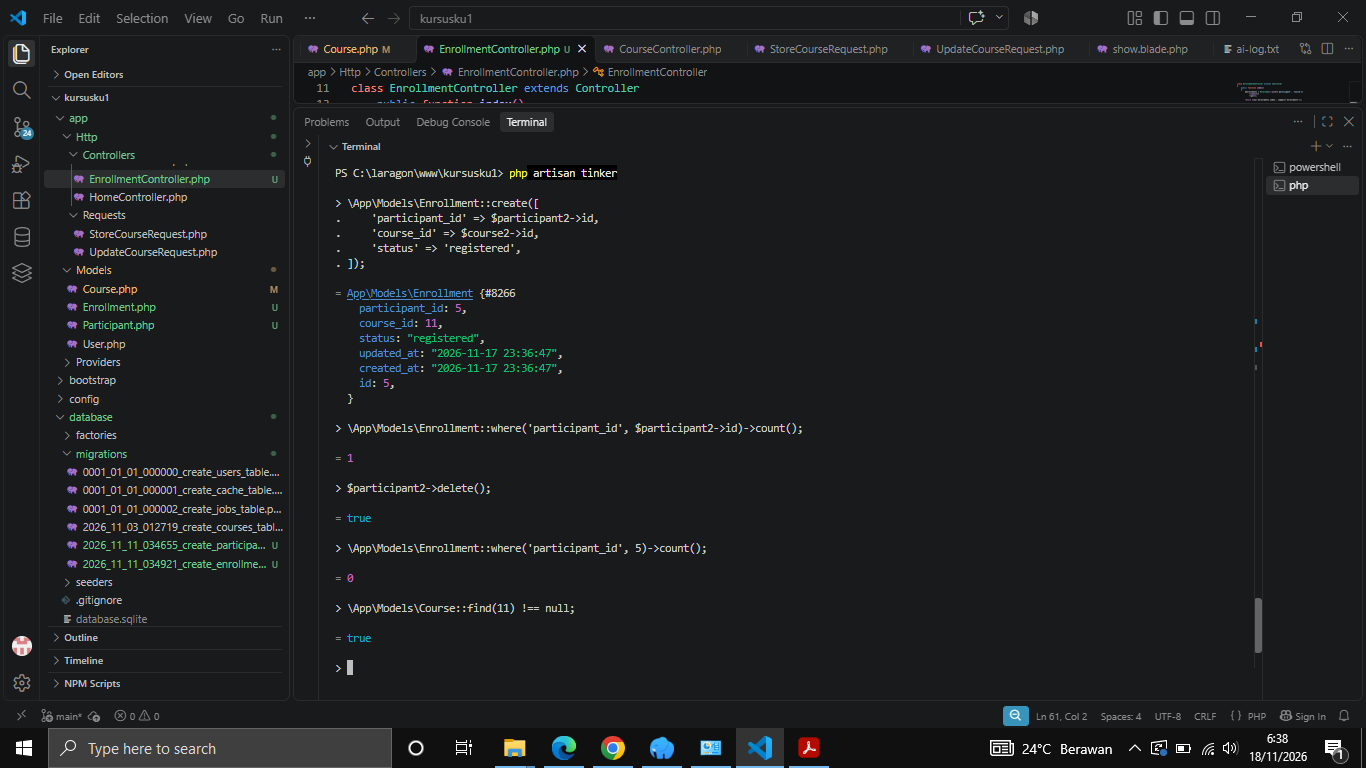 File Edit Selection View Go Run ··· kursusku1
Explorer ···
Open Editors
kursusku1
app
Http
Controllers
EnrollmentController.php U
HomeController.php
Requests
StoreCourseRequest.php
UpdateCourseRequest.php
Models
Course.php M
Enrollment.php U
Participant.php U
User.php
Providers
bootstrap
config
database
factories
migrations
0001_01_01_000000_create_users_table....
0001_01_01_000001_create_cache_table....
0001_01_01_000002_create_jobs_table.p...
2026_11_03_012719_create_courses_tabl...
2026_11_11_034655_create_participa... U
2026_11_11_034921_create_enrollme... U
seeders
.gitignore
database.sqlite
Outline
Timeline
NPM Scripts
24
Course.php M EnrollmentController.php U CourseController.php StoreCourseRequest.php UpdateCourseRequest.php show.blade.php ai-log.txt
app > Http > Controllers > EnrollmentController.php > EnrollmentController
11 class EnrollmentController extends Controller
12 public function index()
Problems Output Debug Console Terminal
Terminal
powershell
php
PS C:\laragon\www\kursusku1> php artisan tinker
> \App\Models\Enrollment::create([
. 'participant_id' => $participant2->id,
. 'course_id' => $course2->id,
. 'status' => 'registered',
. ]);
= App\Models\Enrollment {#8266
participant_id: 5,
course_id: 11,
status: "registered",
updated_at: "2026-11-17 23:36:47",
created_at: "2026-11-17 23:36:47",
id: 5,
}
> \App\Models\Enrollment::where('participant_id', $participant2->id)->count();
= 1
> $participant2->delete();
= true
> \App\Models\Enrollment::where('participant_id', 5)->count();
= 0
> \App\Models\Course::find(11) !== null;
= true
>
main* 0 0 Ln 61, Col 2 Spaces: 4 UTF-8 CRLF { } PHP Sign In
Type here to search 24°C Berawan 6:38
18/11/2026
1